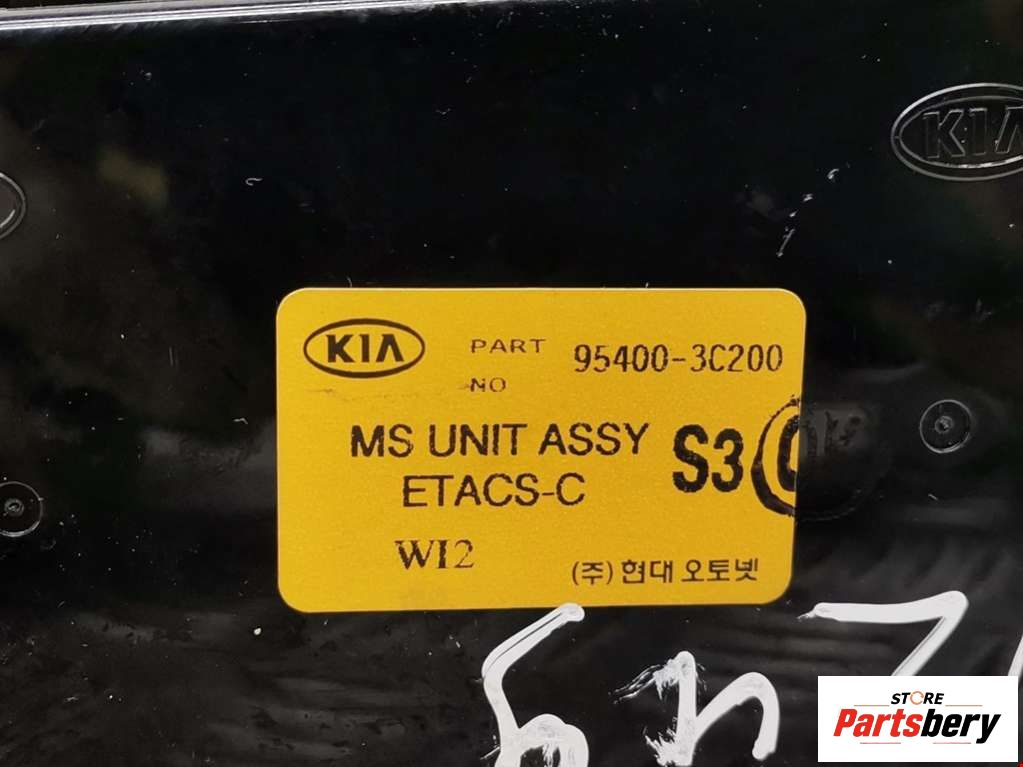 KIA
KIA PART NO 95400-3C200
MS UNIT ASSY
ETACS-C
S3
WI2
(주) 현대 오토넷
STORE
Partsbery